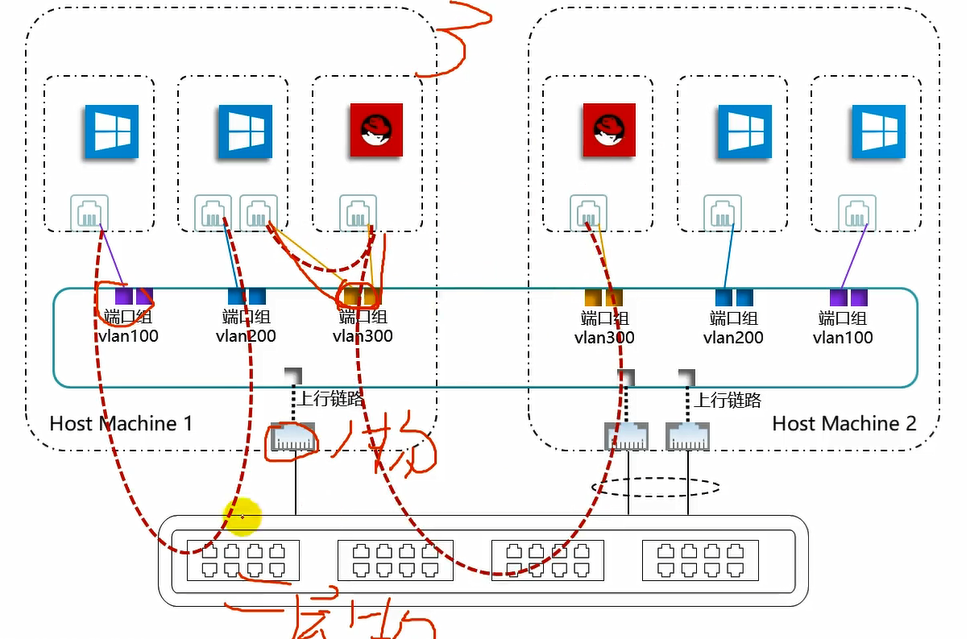 端口组
vlan100
端口组
vlan200
端口组
vlan300
端口组
vlan300
端口组
vlan200
端口组
vlan100
上行链路
上行链路
Host Machine 1
Host Machine 2